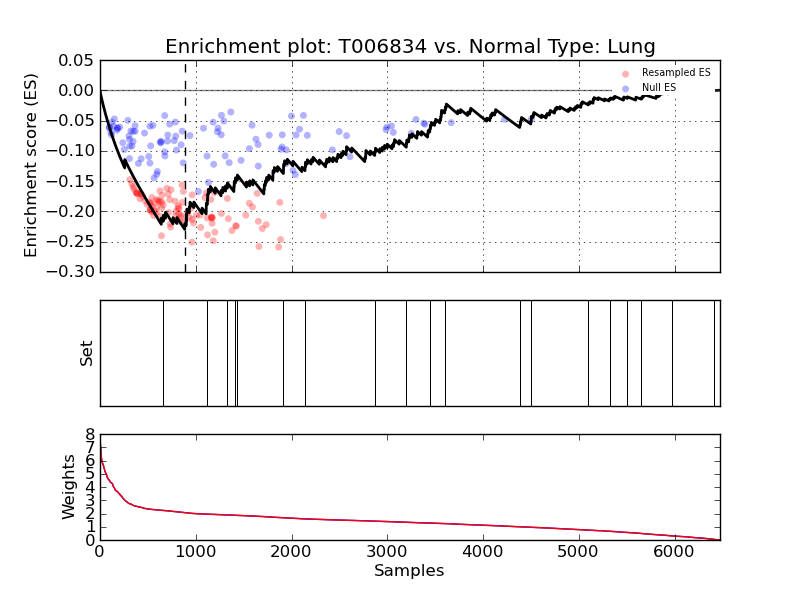 Enrichment plot: T006834 vs. Normal Type: Lung
Enrichment score (ES)
0.05
0.00
−0.05
−0.10
−0.15
−0.20
−0.25
−0.30
Resampled ES
Null ES
Set
Weights
8
7
6
5
4
3
2
1
0
0 1000 2000 3000 4000 5000 6000
Samples